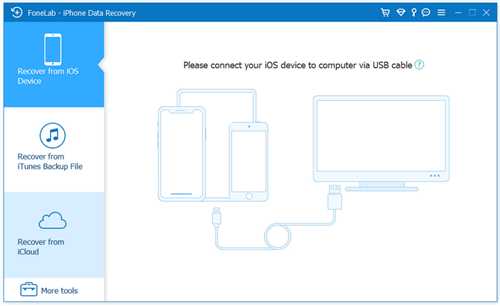 FoneLab - iPhone Data Recovery
Recover from iOS
Device
Please connect your iOS device to computer via USB cable ?
Recover from
iTunes Backup File
Recover from
iCloud
More tools